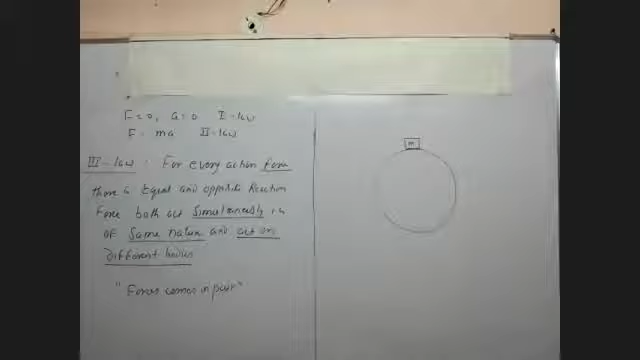 F = 0, a = 0 I - law
F = ma II - law
III - law : For every action force
there is Equal and opposite Reaction
Force both act Simultaneously is
of Same nature and act on
different bodies
"Forces comes in pair"
m